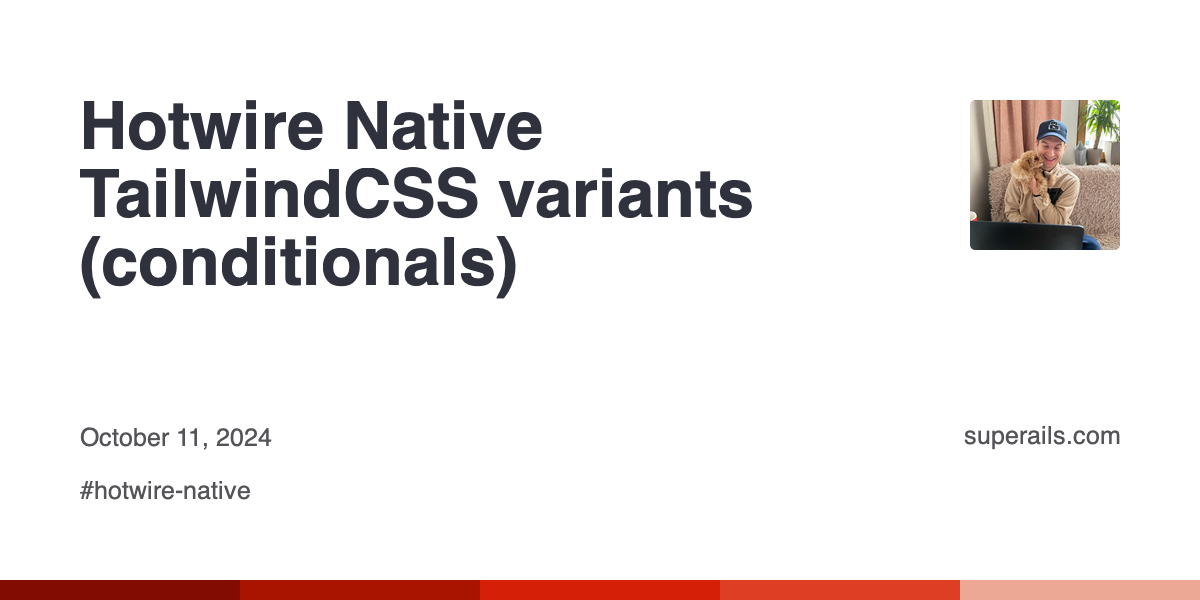 Hotwire Native
TailwindCSS variants
(conditionals)
October 11, 2024
superails.com
#hotwire-native